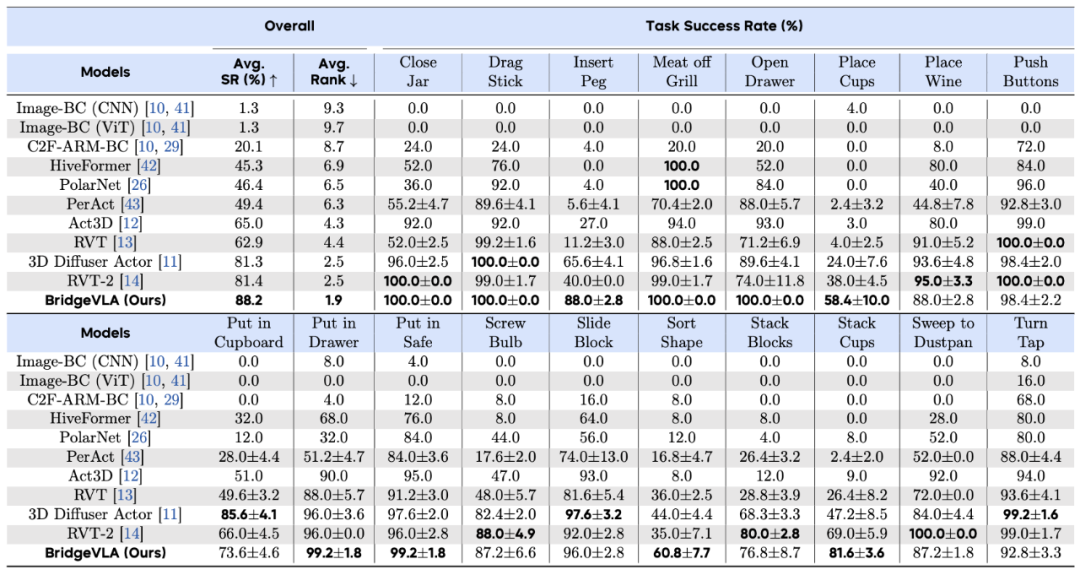 Overall Task Success Rate (%)
Models Avg. SR (%) ↑ Avg. Rank ↓ Close Jar Drag Stick Insert Peg Meat off Grill Open Drawer Place Cups Place Wine Push Buttons
Image-BC (CNN) [10, 41] 1.3 9.3 0.0 0.0 0.0 0.0 0.0 4.0 0.0 0.0
Image-BC (ViT) [10, 41] 1.3 9.7 0.0 0.0 0.0 0.0 0.0 0.0 0.0 0.0
C2F-ARM-BC [10, 29] 20.1 8.7 24.0 24.0 4.0 20.0 20.0 0.0 8.0 72.0
HiveFormer [42] 45.3 6.9 52.0 76.0 0.0 100.0 52.0 0.0 80.0 84.0
PolarNet [26] 46.4 6.5 36.0 92.0 4.0 100.0 84.0 0.0 40.0 96.0
PerAct [43] 49.4 6.3 55.2±4.7 89.6±4.1 5.6±4.1 70.4±2.0 88.0±5.7 2.4±3.2 44.8±7.8 92.8±3.0
Act3D [12] 65.0 4.3 92.0 92.0 27.0 94.0 93.0 3.0 80.0 99.0
RVT [13] 62.9 4.4 52.0±2.5 99.2±1.6 11.2±3.0 88.0±2.5 71.2±6.9 4.0±2.5 91.0±5.2 100.0±0.0
3D Diffuser Actor [11] 81.3 2.5 96.0±2.5 100.0±0.0 65.6±4.1 96.8±1.6 89.6±4.1 24.0±7.6 93.6±4.8 98.4±2.0
RVT-2 [14] 81.4 2.5 100.0±0.0 99.0±1.7 40.0±0.0 99.0±1.7 74.0±11.8 38.0±4.5 95.0±3.3 100.0±0.0
BridgeVLA (Ours) 88.2 1.9 100.0±0.0 100.0±0.0 88.0±2.8 100.0±0.0 100.0±0.0 58.4±10.0 88.0±2.8 98.4±2.2
Models Put in Cupboard Put in Drawer Put in Safe Screw Bulb Slide Block Sort Shape Stack Blocks Stack Cups Sweep to Dustpan Turn Tap
Image-BC (CNN) [10, 41] 0.0 8.0 4.0 0.0 0.0 0.0 0.0 0.0 0.0 8.0
Image-BC (ViT) [10, 41] 0.0 0.0 0.0 0.0 0.0 0.0 0.0 0.0 0.0 16.0
C2F-ARM-BC [10, 29] 0.0 4.0 12.0 8.0 16.0 8.0 0.0 0.0 0.0 68.0
HiveFormer [42] 32.0 68.0 76.0 8.0 64.0 8.0 8.0 0.0 28.0 80.0
PolarNet [26] 12.0 32.0 84.0 44.0 56.0 12.0 4.0 8.0 52.0 80.0
PerAct [43] 28.0±4.4 51.2±4.7 84.0±3.6 17.6±2.0 74.0±13.0 16.8±4.7 26.4±3.2 2.4±2.0 52.0±0.0 88.0±4.4
Act3D [12] 51.0 90.0 95.0 47.0 93.0 8.0 12.0 9.0 92.0 94.0
RVT [13] 49.6±3.2 88.0±5.7 91.2±3.0 48.0±5.7 81.6±5.4 36.0±2.5 28.8±3.9 26.4±8.2 72.0±0.0 93.6±4.1
3D Diffuser Actor [11] 85.6±4.1 96.0±3.6 97.6±2.0 82.4±2.0 97.6±3.2 44.0±4.4 68.3±3.3 47.2±8.5 84.0±4.4 99.2±1.6
RVT-2 [14] 66.0±4.5 96.0±0.0 96.0±2.8 88.0±4.9 92.0±2.8 35.0±7.1 80.0±2.8 69.0±5.9 100.0±0.0 99.0±1.7
BridgeVLA (Ours) 73.6±4.6 99.2±1.8 99.2±1.8 87.2±6.6 96.0±2.8 60.8±7.7 76.8±8.7 81.6±3.6 87.2±1.8 92.8±3.3